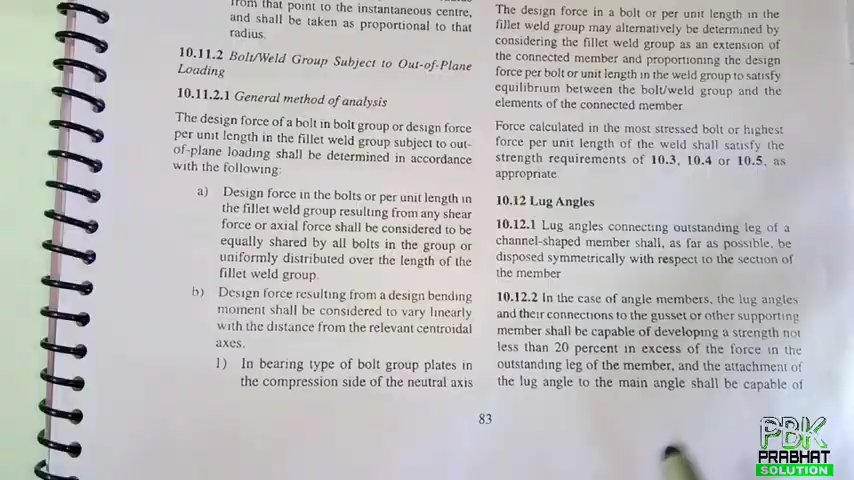 from that point to the instantaneous centre,
and shall be taken as proportional to that
radius.
10.11.2 Bolt/Weld Group Subject to Out-of-Plane
Loading
10.11.2.1 General method of analysis
The design force of a bolt in bolt group or design force
per unit length in the fillet weld group subject to out-
of-plane loading shall be determined in accordance
with the following:
a) Design force in the bolts or per unit length in
the fillet weld group resulting from any shear
force or axial force shall be considered to be
equally shared by all bolts in the group or
uniformly distributed over the length of the
fillet weld group.
b) Design force resulting from a design bending
moment shall be considered to vary linearly
with the distance from the relevant centroidal
axes.
1) In bearing type of bolt group plates in
the compression side of the neutral axis
The design force in a bolt or per unit length in the
fillet weld group may alternatively be determined by
considering the fillet weld group as an extension of
the connected member and proportioning the design
force per bolt or unit length in the weld group to satisfy
equilibrium between the bolt/weld group and the
elements of the connected member.
Force calculated in the most stressed bolt or highest
force per unit length of the weld shall satisfy the
strength requirements of 10.3, 10.4 or 10.5, as
appropriate.
10.12 Lug Angles
10.12.1 Lug angles connecting outstanding leg of a
channel-shaped member shall, as far as possible, be
disposed symmetrically with respect to the section of
the member
10.12.2 In the case of angle members, the lug angles
and their connections to the gusset or other supporting
member shall be capable of developing a strength not
less than 20 percent in excess of the force in the
outstanding leg of the member, and the attachment of
the lug angle to the main angle shall be capable of
83
PBK
PRABHAT
SOLUTION